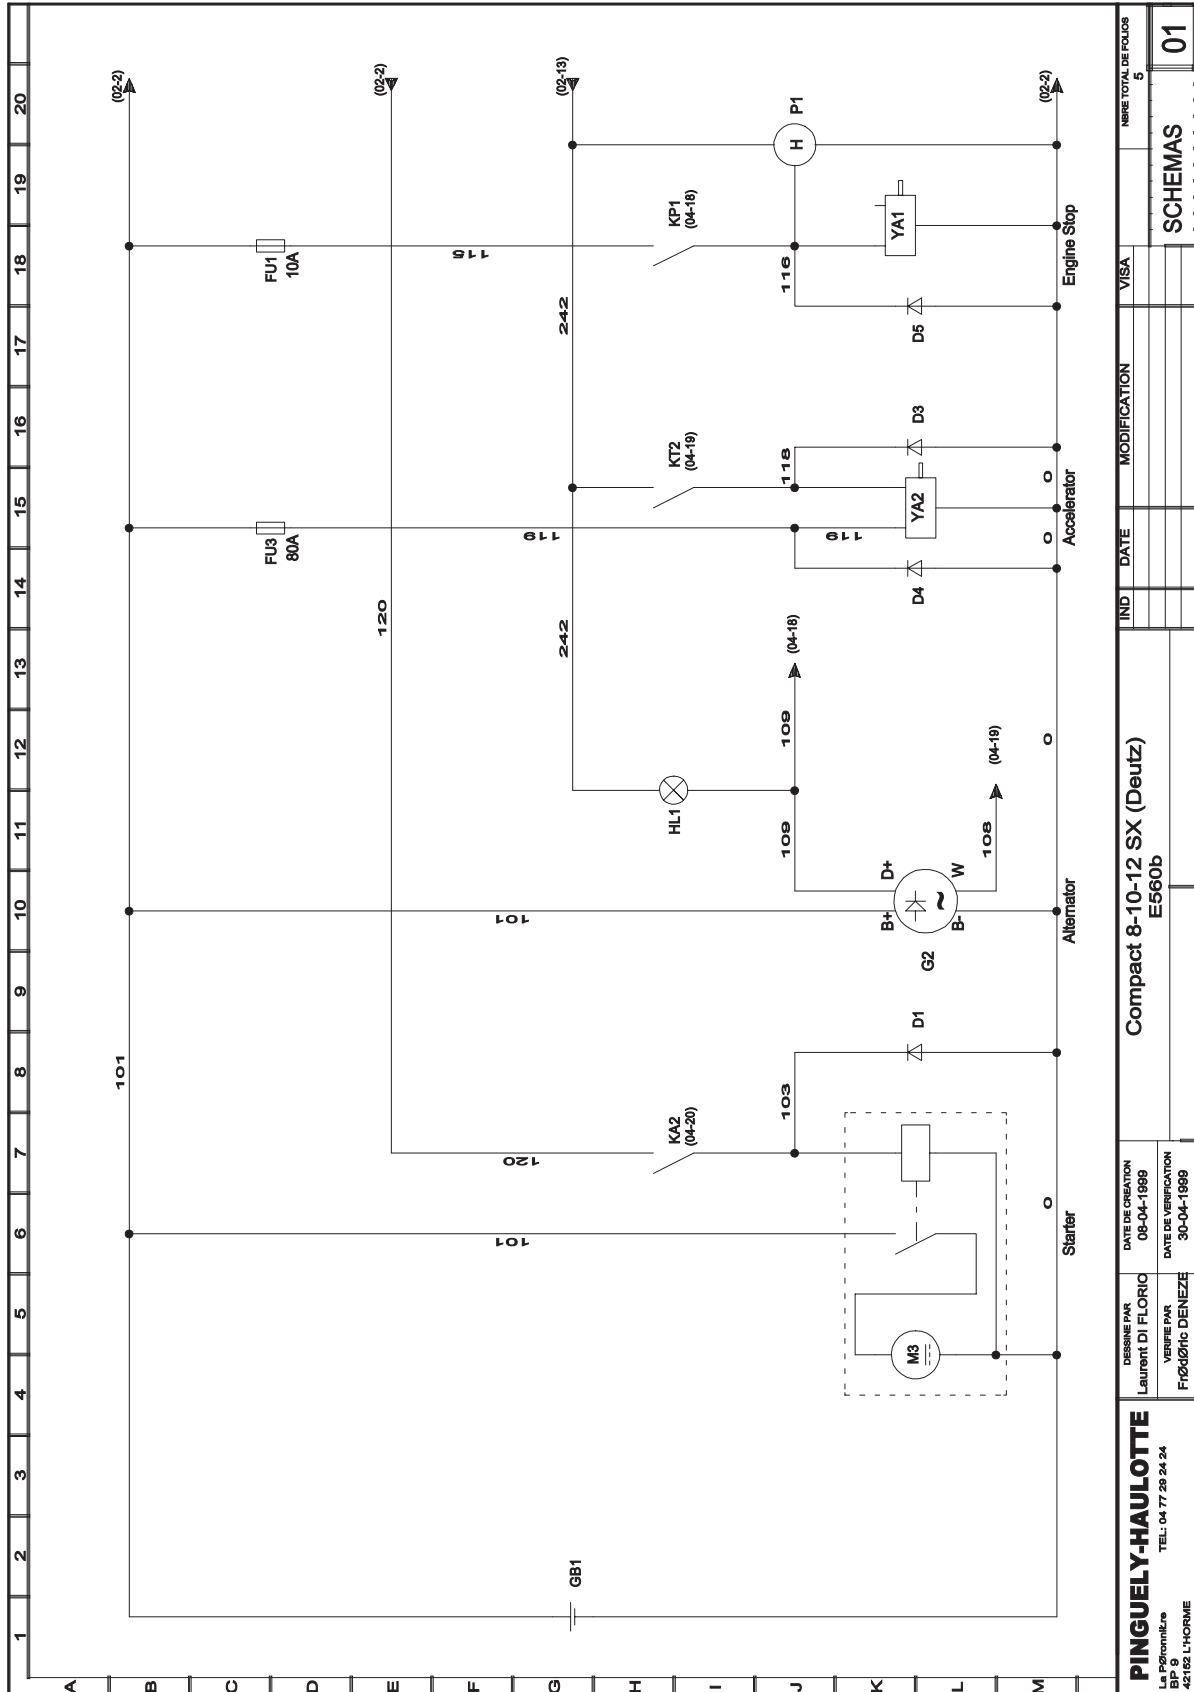 1 2 3 4 5 6 7 8 9 10 11 12 13 14 15 16 17 18 19 20
A
B
C
D
E
F
G
H
I
J
K
L
M
101
(02-2)
FU3
80A
FU1
10A
120
(02-2)
101
120
101
119
115
GB1
242
242
(02-13)
KA2
(04-20)
HL1
KT2
(04-19)
KP1
(04-18)
103
109
109
(04-18)
118
116
P1
H
119
M3
D1
G2
B+
D+
B-
W
~
108
(04-19)
D4
YA2
D3
D5
YA1
0
0
0
0
(02-2)
Starter
Alternator
Accelerator
Engine Stop
PINGUELY-HAULOTTE
La PØronniŁre
BP 9
42152 L'HORME
TEL: 04 77 29 24 24
DESSINE PAR
Laurent DI FLORIO
VERIFIE PAR
FrØdØric DENEZE
DATE DE CREATION
08-04-1999
DATE DE VERIFICATION
30-04-1999
Compact 8-10-12 SX (Deutz)
E560b
IND
DATE
MODIFICATION
VISA
NBRE TOTAL DE FOLIOS
5
SCHEMAS
01